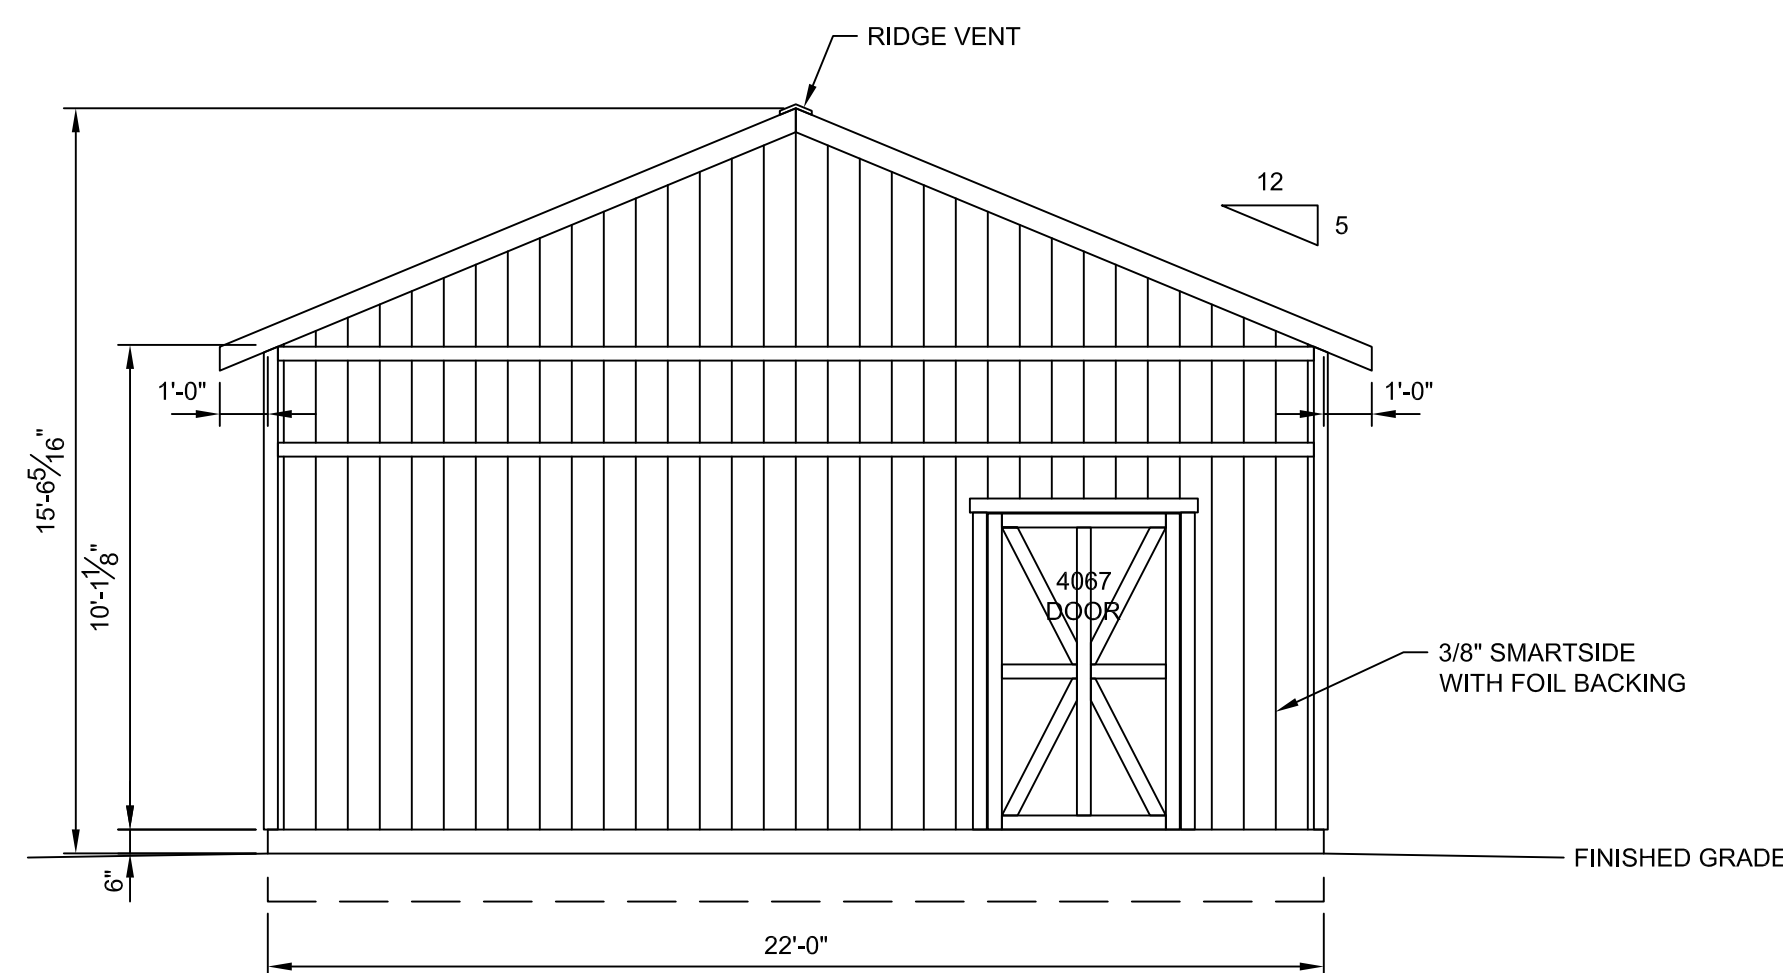 RIDGE VENT
12
5
1'-0"
1'-0"
15'-6 5/16"
10'-1 1/8"
4067
DOOR
3/8" SMARTSIDE
WITH FOIL BACKING
FINISHED GRADE
6"
22'-0"